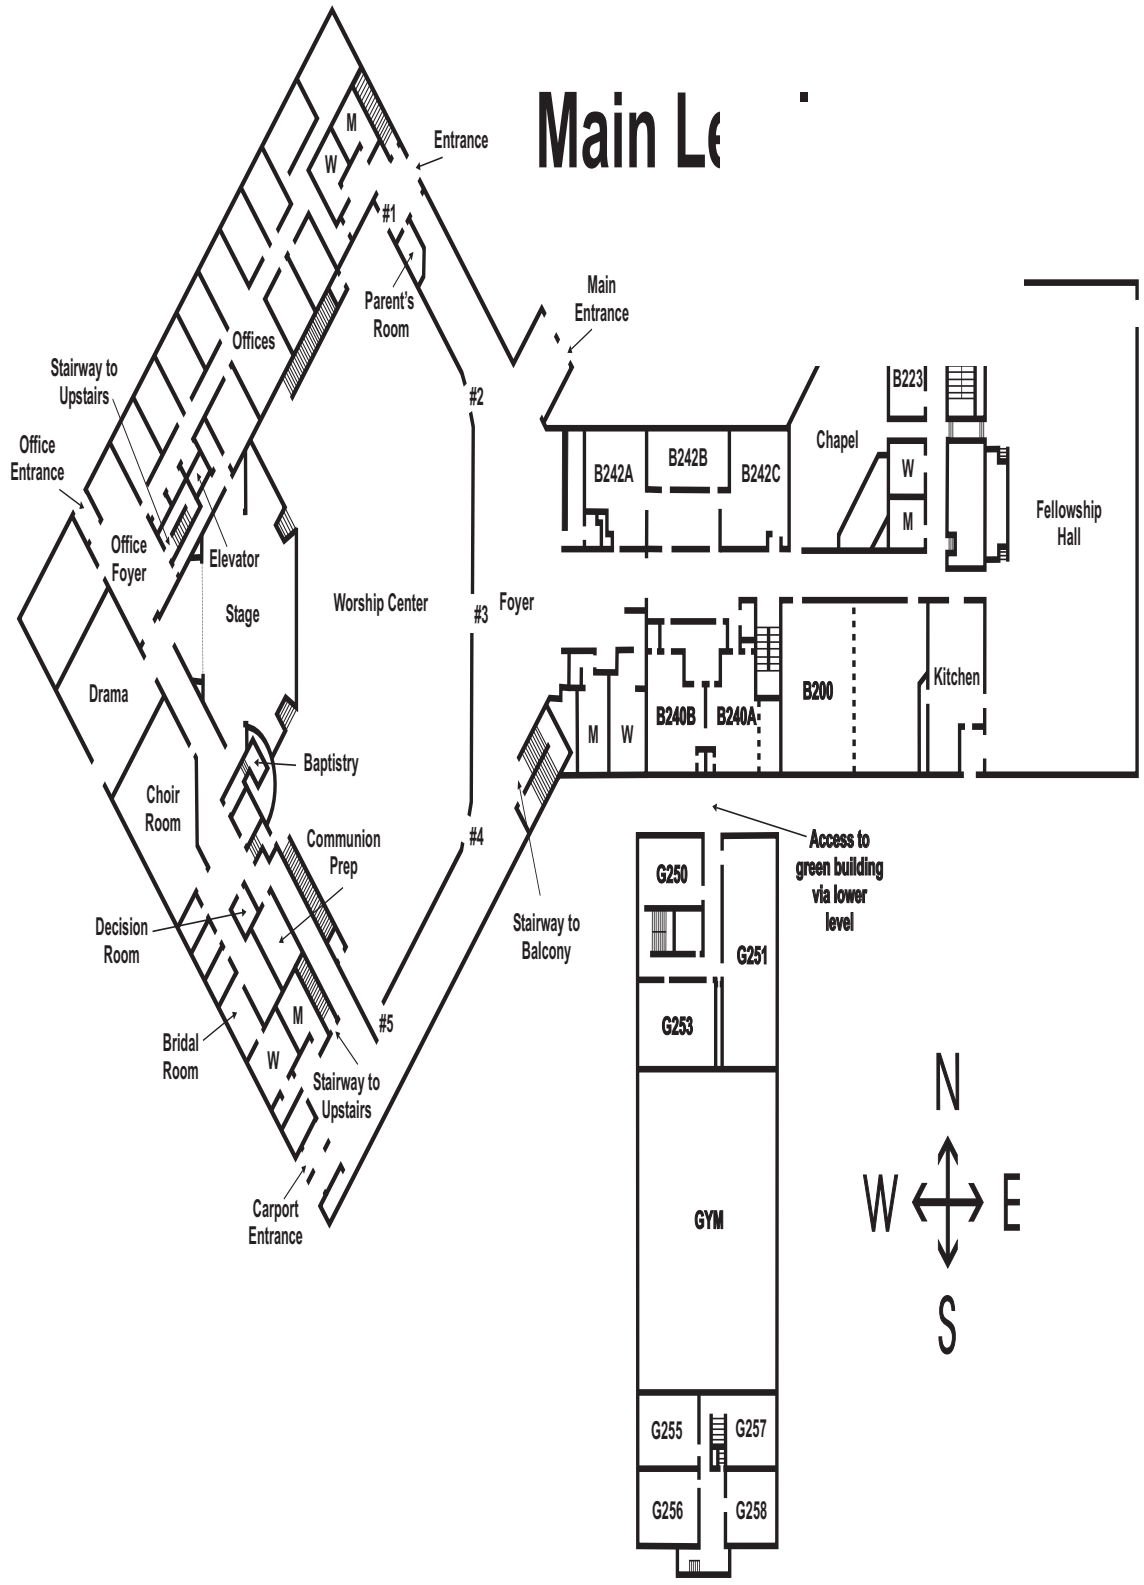 Main Le
Entrance
M
W
#1
Parent's
Room
Main
Entrance
Offices
Stairway to
Upstairs
#2
Office
Entrance
B223
Chapel
B242A
B242B
B242C
W
M
Fellowship
Hall
Office
Foyer
Elevator
Stage
Worship Center
#3
Foyer
Drama
B200
Kitchen
B240B
B240A
M
W
Baptistry
Choir
Room
Communion
Prep
#4
Access to
green building
via lower
level
G250
Decision
Room
Stairway to
Balcony
G251
M
#5
G253
Bridal
Room
W
Stairway to
Upstairs
Carport
Entrance
GYM
N
W
E
S
G255
G257
G256
G258